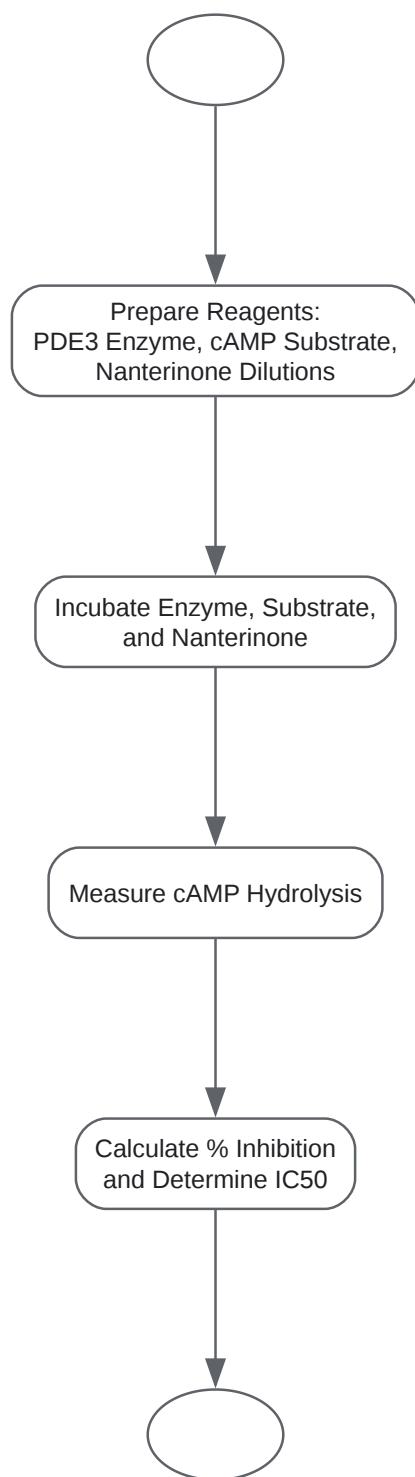 Prepare Reagents:
PDE3 Enzyme, cAMP Substrate,
Nanterinone Dilutions
Incubate Enzyme, Substrate,
and Nanterinone
Measure cAMP Hydrolysis
Calculate % Inhibition
and Determine IC50